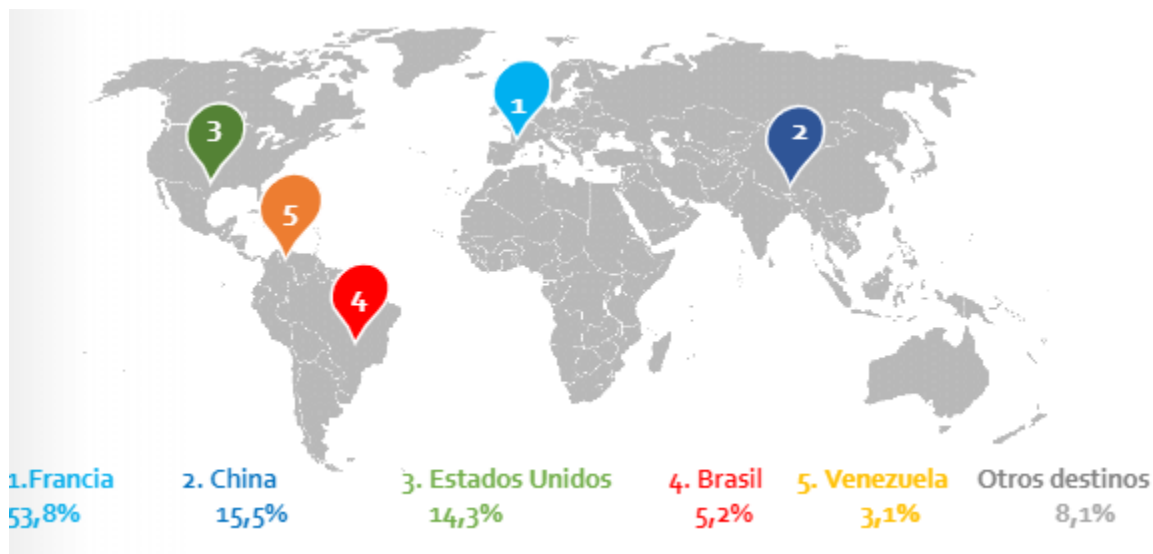 1
3
2
5
4
1.Francia 2. China 3. Estados Unidos 4. Brasil 5. Venezuela Otros destinos
53,8% 15,5% 14,3% 5,2% 3,1% 8,1%